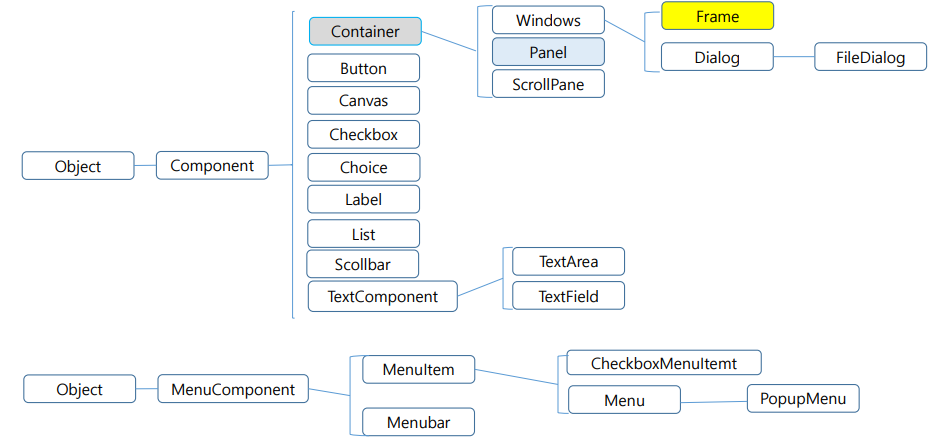 Object
Component
Container
Button
Canvas
Checkbox
Choice
Label
List
Scollbar
TextComponent
Windows
Panel
ScrollPane
Frame
Dialog
FileDialog
TextArea
TextField
Object
MenuComponent
MenuItem
Menubar
CheckboxMenuItemt
Menu
PopupMenu